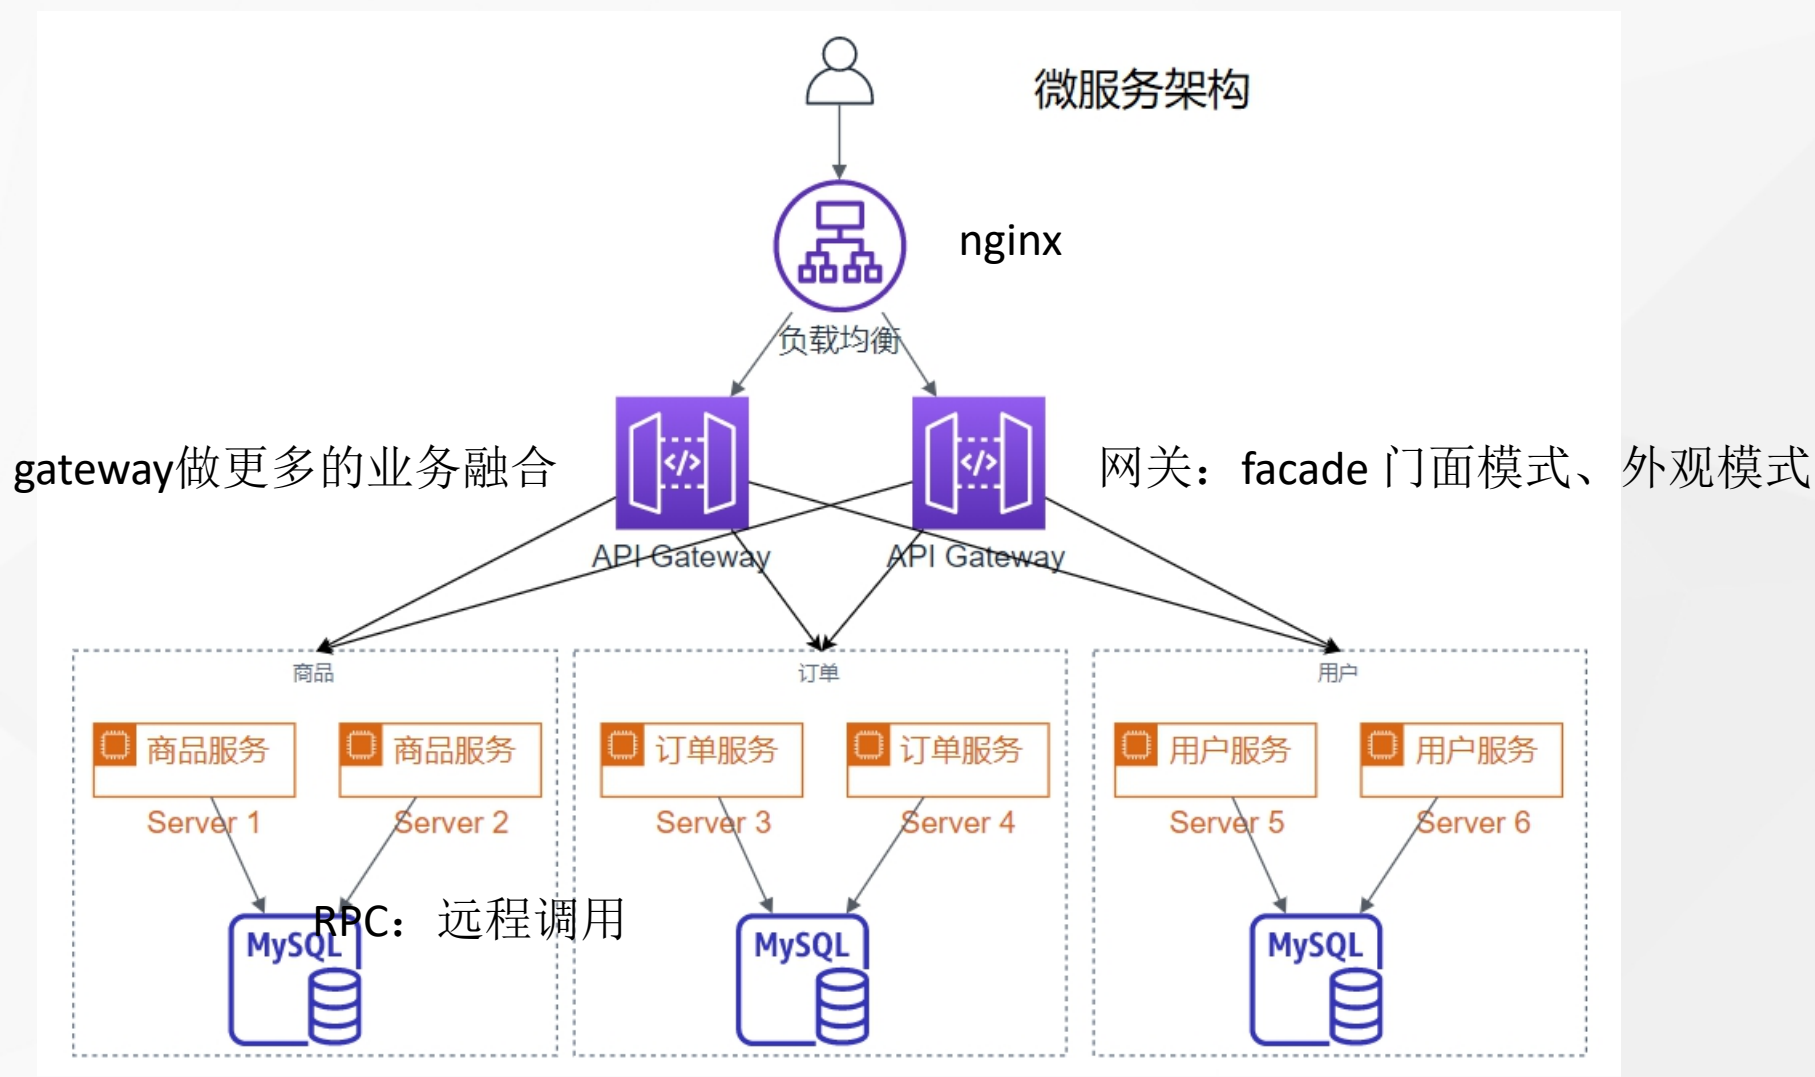 微服务架构
nginx
负载均衡
gateway做更多的业务融合
网关：facade 门面模式、外观模式
API Gateway
API Gateway
商品
订单
用户
商品服务
商品服务
订单服务
订单服务
用户服务
用户服务
Server 1
Server 2
Server 3
Server 4
Server 5
Server 6
RPC：远程调用
MySQL
MySQL
MySQL